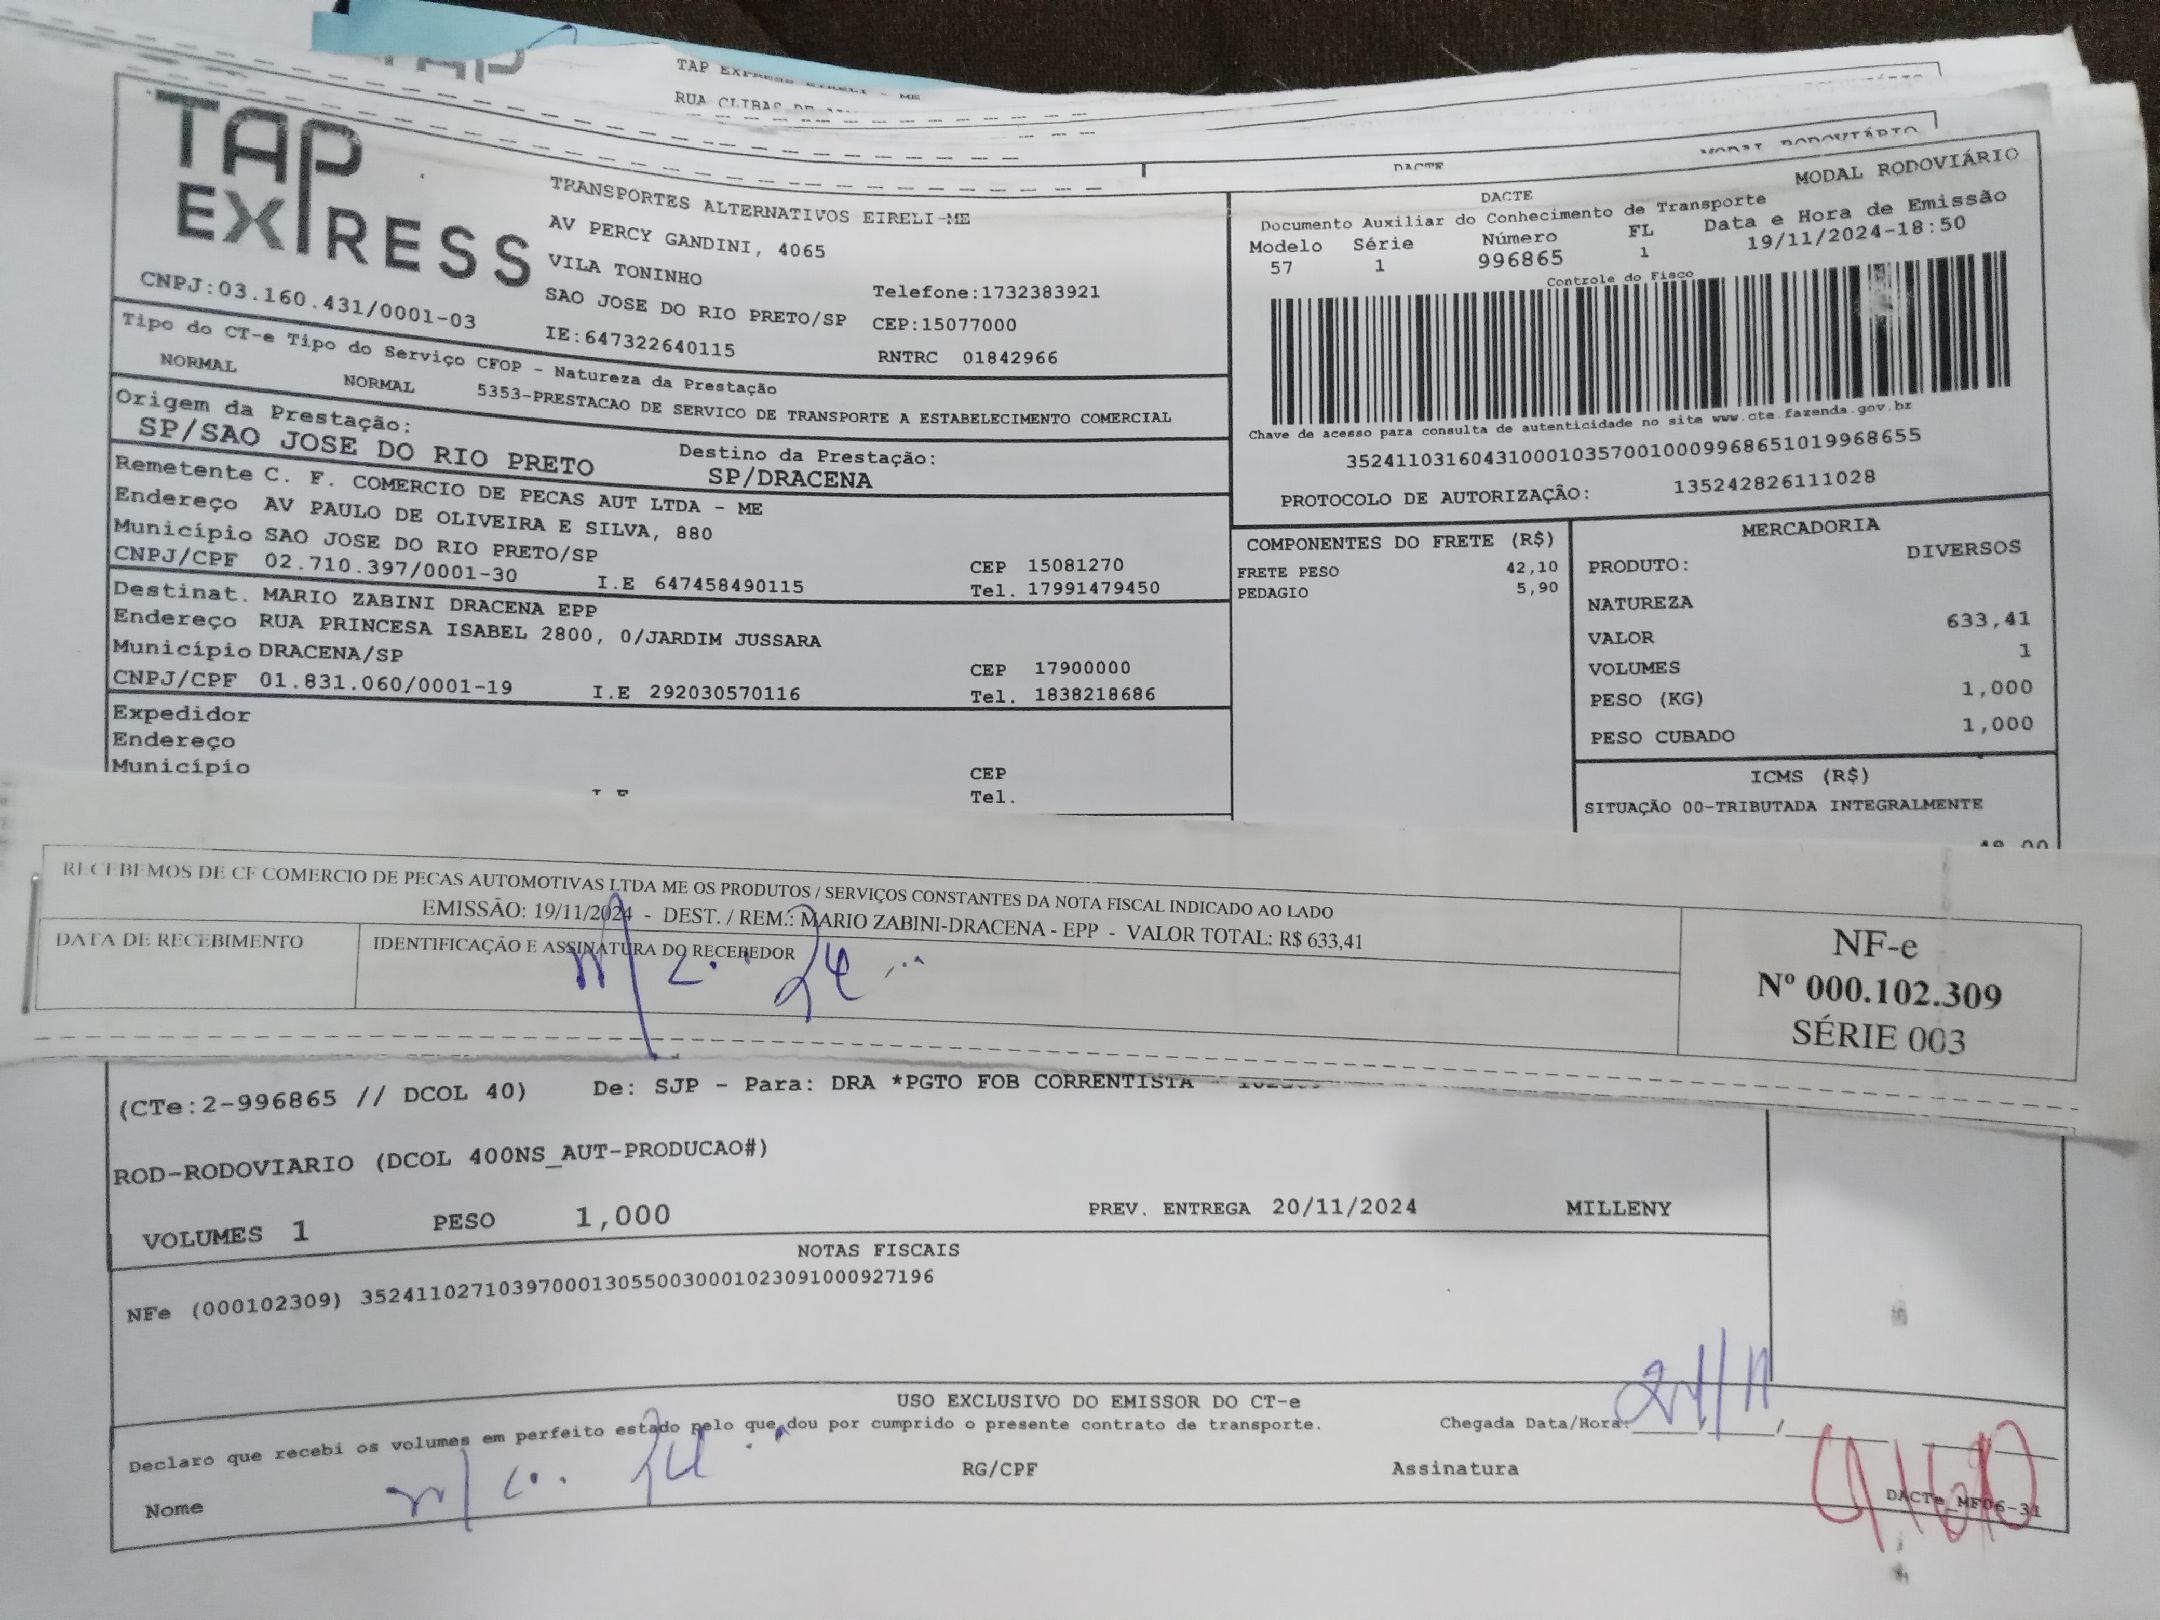 TAP EXPRESS
RUA CLIBAS DE
MODAL RODOVIÁRIO
DACTE
TAP
EXPRESS
CNPJ:03.160.431/0001-03
TRANSPORTES ALTERNATIVOS EIRELI-ME
AV PERCY GANDINI, 4065
VILA TONINHO
SAO JOSE DO RIO PRETO/SP
IE:647322640115
Telefone:1732383921
CEP:15077000
RNTRC 01842966
DACTE
MODAL RODOVIÁRIO
Documento Auxiliar do Conhecimento de Transporte
Modelo Série Número FL Data e Hora de Emissão
57 1 996865 1 19/11/2024-18:50
Controle do Fisco
Chave de acesso para consulta de autenticidade no site www.cte.fazenda.gov.br
35241103160431000103570010009968651019968655
PROTOCOLO DE AUTORIZAÇÃO: 135242826111028
Tipo do CT-e Tipo do Serviço CFOP - Natureza da Prestação
NORMAL NORMAL 5353-PRESTACAO DE SERVICO DE TRANSPORTE A ESTABELECIMENTO COMERCIAL
Origem da Prestação: Destino da Prestação:
SP/SAO JOSE DO RIO PRETO SP/DRACENA
Remetente C. F. COMERCIO DE PECAS AUT LTDA - ME
Endereço AV PAULO DE OLIVEIRA E SILVA, 880
Município SAO JOSE DO RIO PRETO/SP CEP 15081270
CNPJ/CPF 02.710.397/0001-30 I.E 647458490115 Tel. 17991479450
Destinat. MARIO ZABINI DRACENA EPP
Endereço RUA PRINCESA ISABEL 2800, 0/JARDIM JUSSARA
Município DRACENA/SP CEP 17900000
CNPJ/CPF 01.831.060/0001-19 I.E 292030570116 Tel. 1838218686
Expedidor
Endereço
Município CEP
Tel.
COMPONENTES DO FRETE (R$)
FRETE PESO 42,10
PEDAGIO 5,90
MERCADORIA
PRODUTO: DIVERSOS
NATUREZA
VALOR 633,41
VOLUMES 1
PESO (KG) 1,000
PESO CUBADO 1,000
ICMS (R$)
SITUAÇÃO 00-TRIBUTADA INTEGRALMENTE
RECEBEMOS DE CF COMERCIO DE PECAS AUTOMOTIVAS LTDA ME OS PRODUTOS / SERVIÇOS CONSTANTES DA NOTA FISCAL INDICADO AO LADO
EMISSÃO: 19/11/2024 - DEST. / REM.: MARIO ZABINI-DRACENA - EPP - VALOR TOTAL: R$ 633,41
DATA DE RECEBIMENTO IDENTIFICAÇÃO E ASSINATURA DO RECEBEDOR
NF-e
Nº 000.102.309
SÉRIE 003
(CTe:2-996865 // DCOL 40) De: SJP - Para: DRA *PGTO FOB CORRENTISTA -
ROD-RODOVIARIO (DCOL 400NS_AUT-PRODUCAO#)
VOLUMES 1 PESO 1,000 PREV. ENTREGA 20/11/2024 MILLENY
NOTAS FISCAIS
NFe (000102309) 35241102710397000130550030001023091000927196
USO EXCLUSIVO DO EMISSOR DO CT-e
Declaro que recebi os volumes em perfeito estado pelo que dou por cumprido o presente contrato de transporte. Chegada Data/Hora:
Nome RG/CPF Assinatura
DACTe_MF06-31